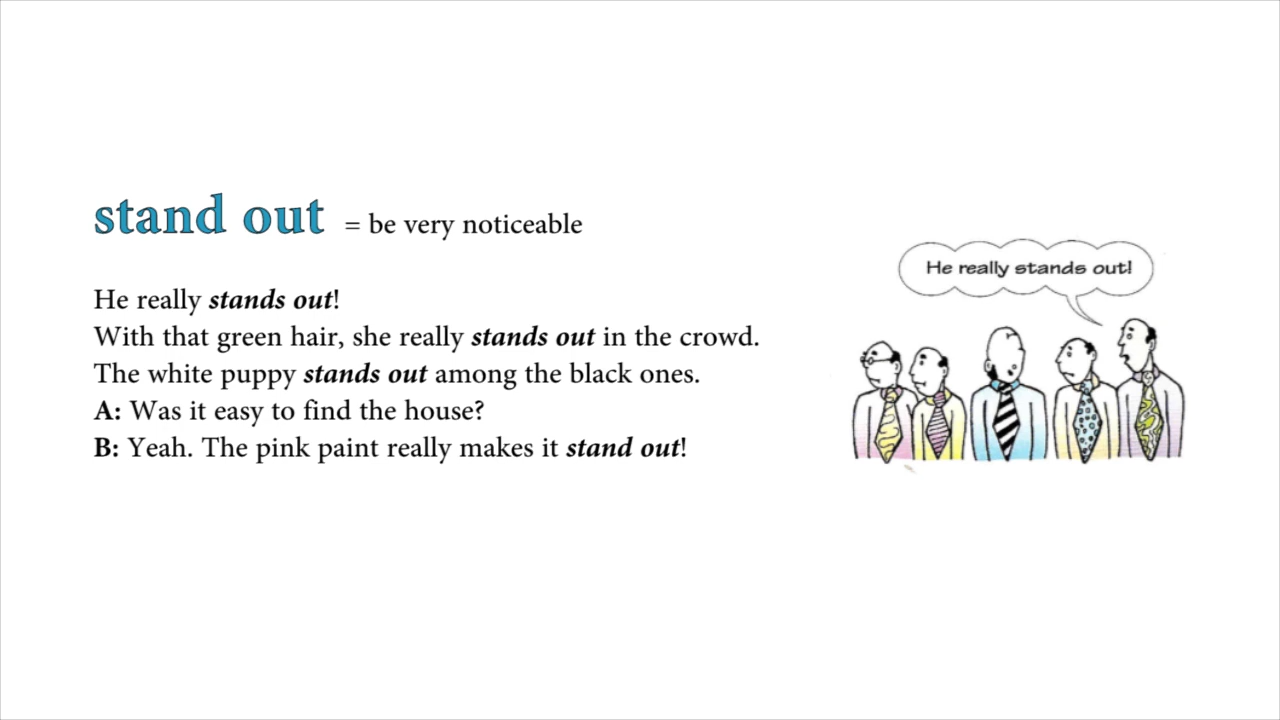 stand out = be very noticeable
He really stands out!
With that green hair, she really stands out in the crowd.
The white puppy stands out among the black ones.
A: Was it easy to find the house?
B: Yeah. The pink paint really makes it stand out!
He really stands out!